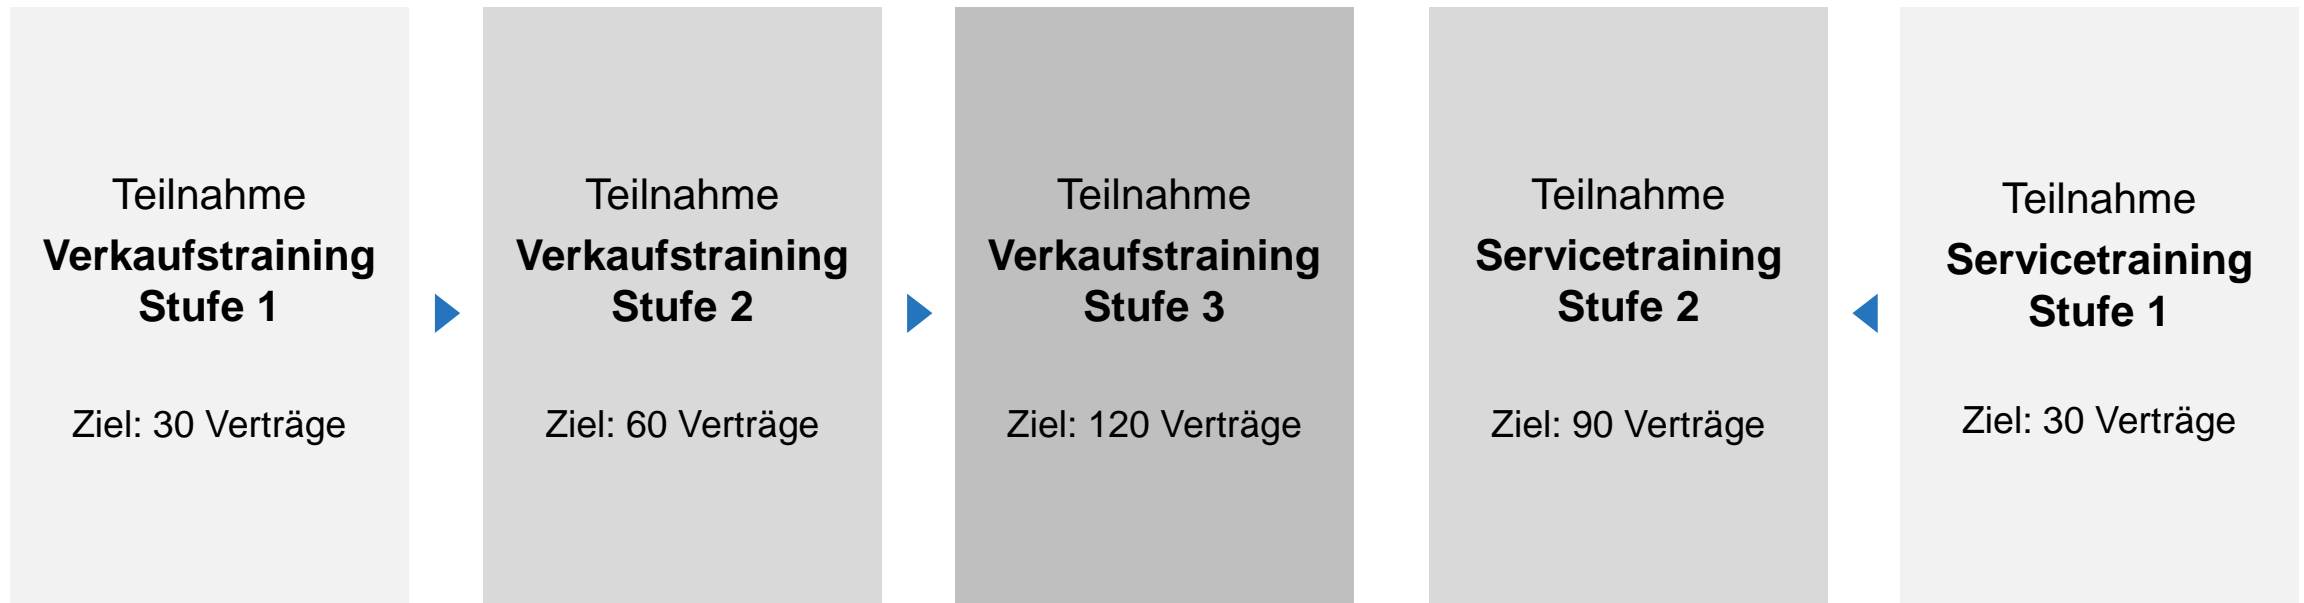 Teilnahme
Verkaufstraining
Stufe 1
Ziel: 30 Verträge
Teilnahme
Verkaufstraining
Stufe 2
Ziel: 60 Verträge
Teilnahme
Verkaufstraining
Stufe 3
Ziel: 120 Verträge
Teilnahme
Servicetraining
Stufe 2
Ziel: 90 Verträge
Teilnahme
Servicetraining
Stufe 1
Ziel: 30 Verträge